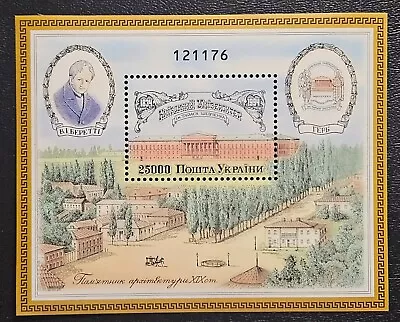 121176
В.І.БЕРЕТТІ
ГЕРБ
Київський Університет
25000 ПОШТА УКРАЇНИ
Пам'ятник архітектури XIX ст.